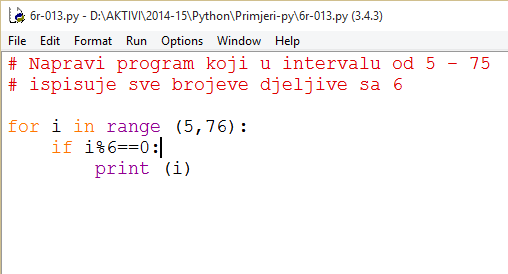 6r-013.py - D:\AKTIVI\2014-15\Python\Primjeri-py\6r-013.py (3.4.3)
File Edit Format Run Options Window Help
# Napravi program koji u intervalu od 5 – 75
# ispisuje sve brojeve djeljive sa 6
for i in range (5,76):
    if i%6==0:
        print (i)